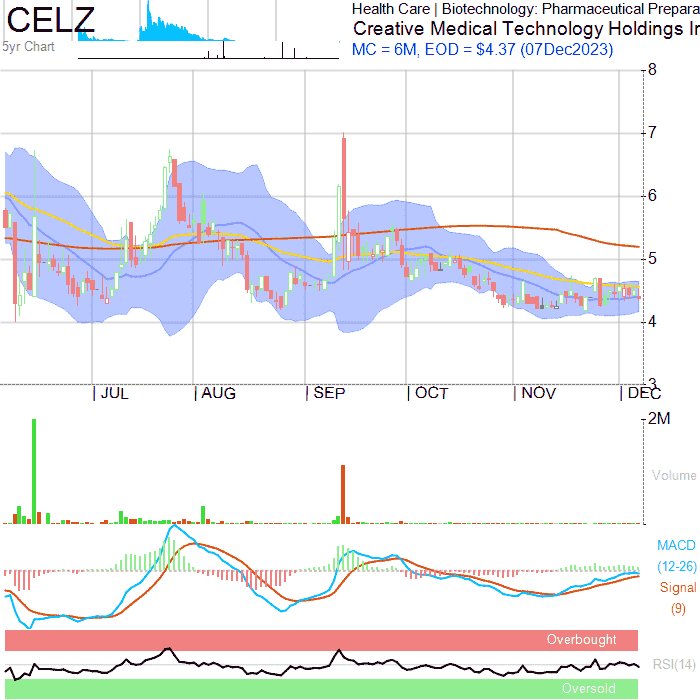 CELZ
5yr Chart
Health Care | Biotechnology: Pharmaceutical Prepara
Creative Medical Technology Holdings In
MC = 6M, EOD = $4.37 (07Dec2023)
8
7
6
5
4
3
JUL AUG SEP OCT NOV DEC
2M
Volume
MACD
(12-26)
Signal
(9)
Overbought
RSI(14)
Oversold